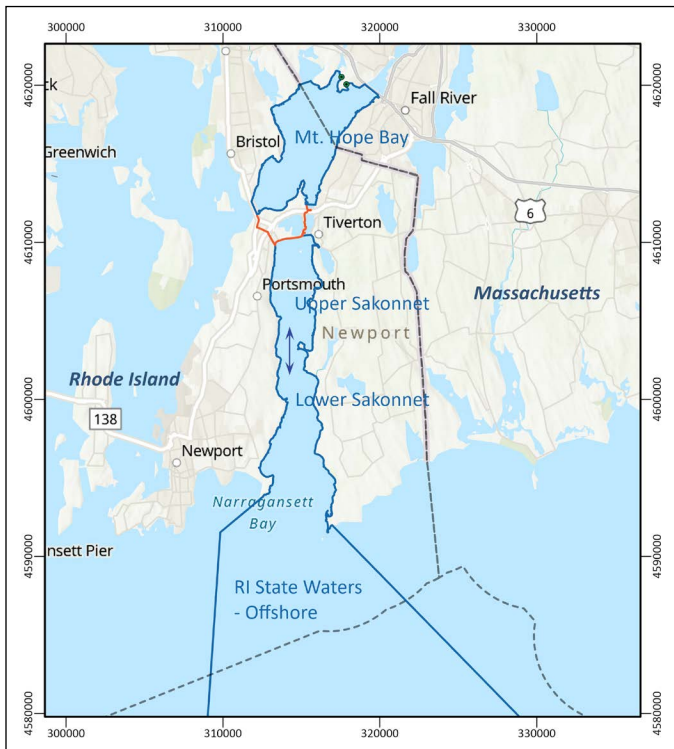 300000 310000 320000 330000
4620000
4620000
ck
Fall River
Mt. Hope Bay
Bristol
Greenwich
6
Tiverton
4610000
4610000
Portsmouth
Massachusetts
Upper Sakonnet
Newport
Rhode Island
Lower Sakonnet
4600000
4600000
138
Newport
Narragansett
Bay
nsett Pier
4590000
4590000
RI State Waters
- Offshore
4580000
4580000
300000 310000 320000 330000